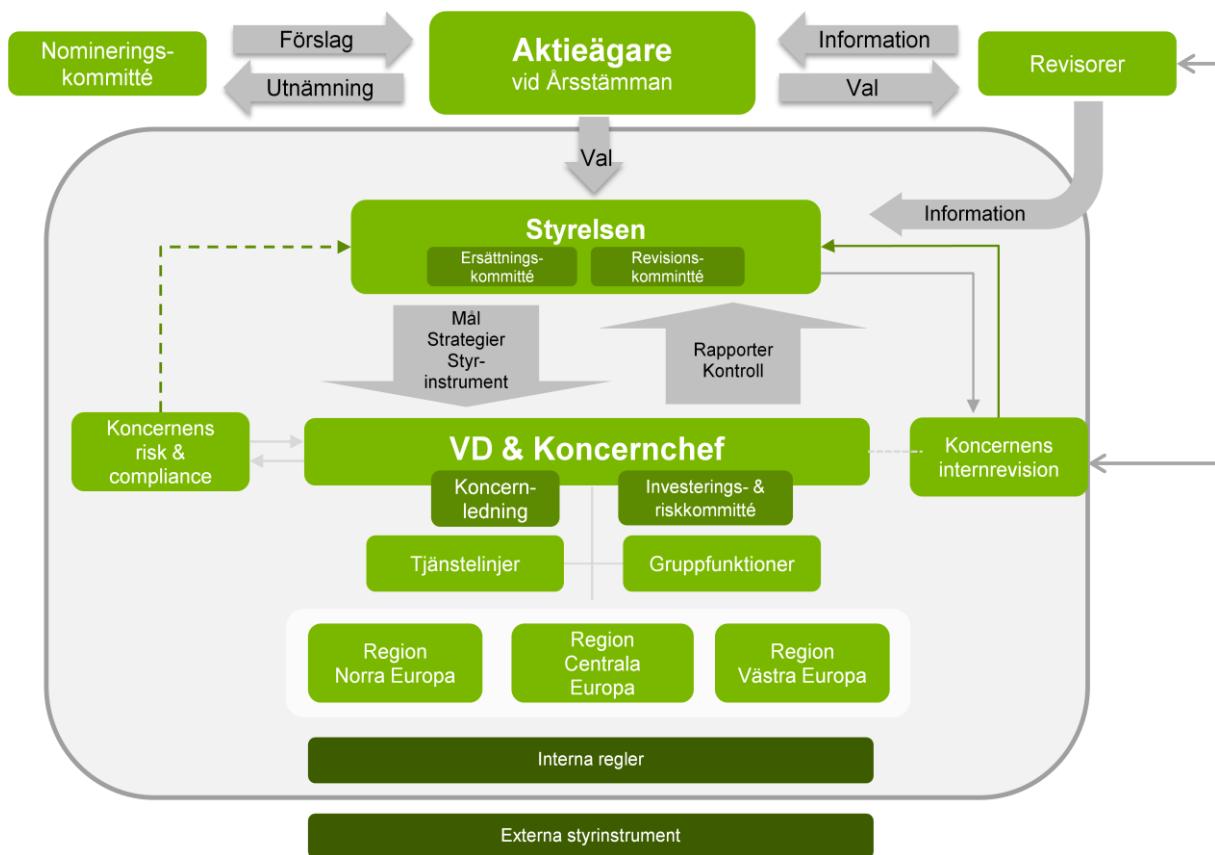 Nominerings-
kommitté
Förslag
Utnämning
Aktieägare
vid Årsstämman
Information
Val
Revisorer
Val
Information
Styrelsen
Ersättnings-
kommitté
Revisions-
kommintté
Mål
Strategier
Styr-
instrument
Rapporter
Kontroll
Koncernens
risk &
compliance
VD & Koncernchef
Koncernens
internrevision
Koncern-
ledning
Investerings- &
riskkommitté
Tjänstelinjer
Gruppfunktioner
Region
Norra Europa
Region
Centrala
Europa
Region
Västra Europa
Interna regler
Externa styrinstrument